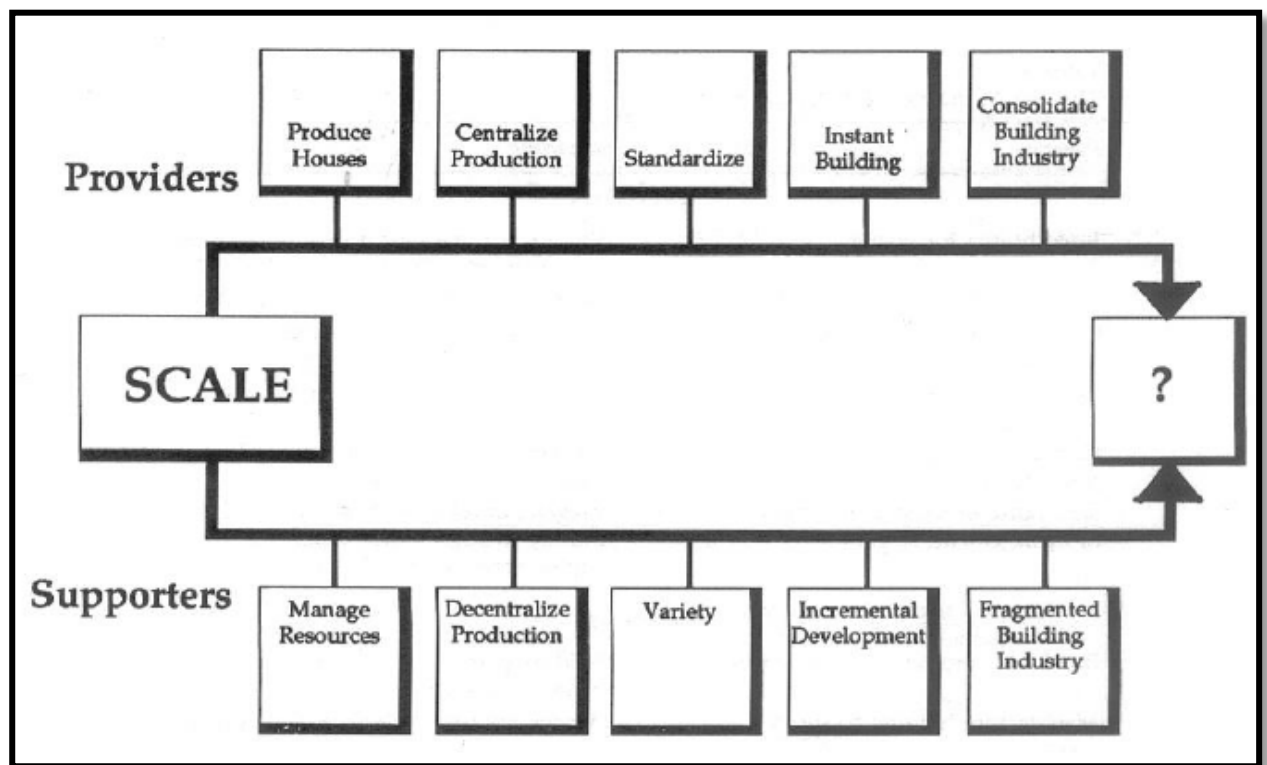 Produce
Houses
Centralize
Production
Standardize
Instant
Building
Consolidate
Building
Industry
Providers
SCALE
?
Supporters
Manage
Resources
Decentralize
Production
Variety
Incremental
Development
Fragmented
Building
Industry